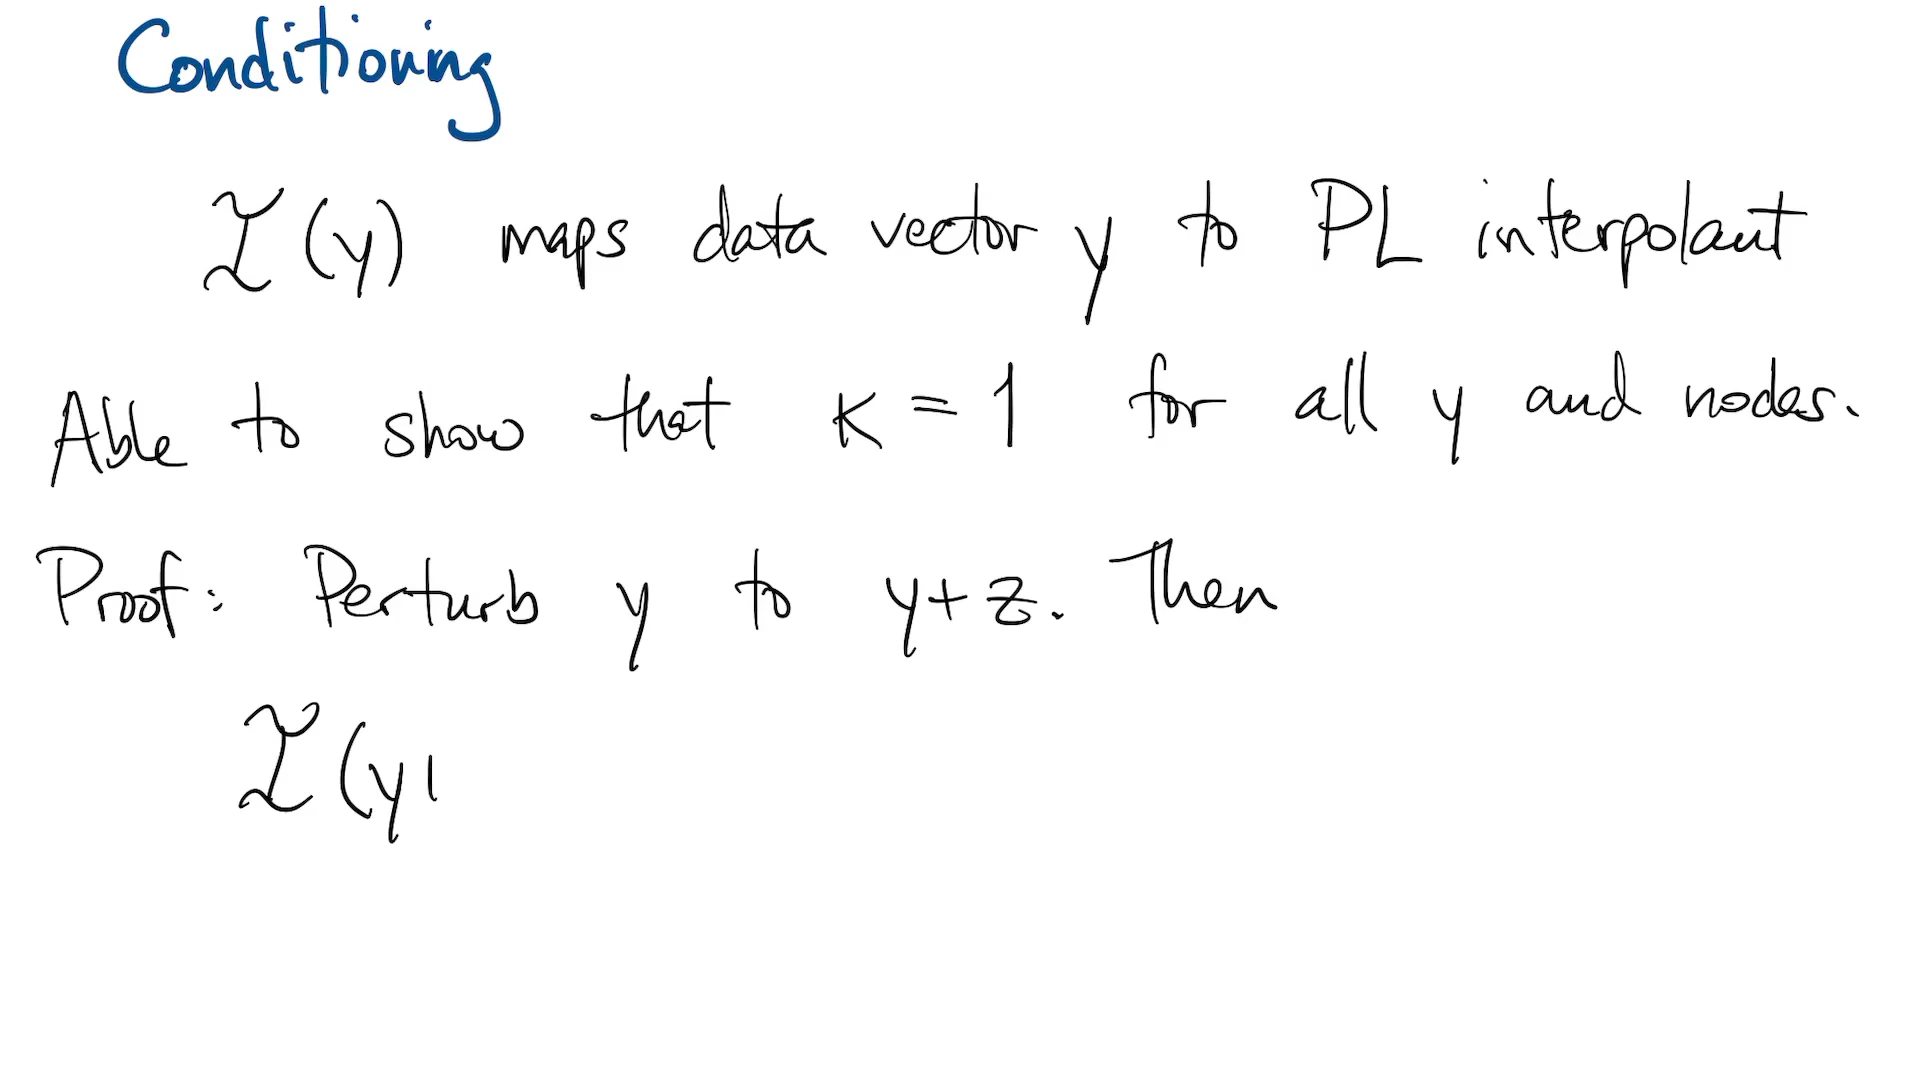 Conditioning
I(y) maps data vector y to PL interpolant
Able to show that κ = 1 for all y and nodes.
Proof: Perturb y to y+z. Then
I(y